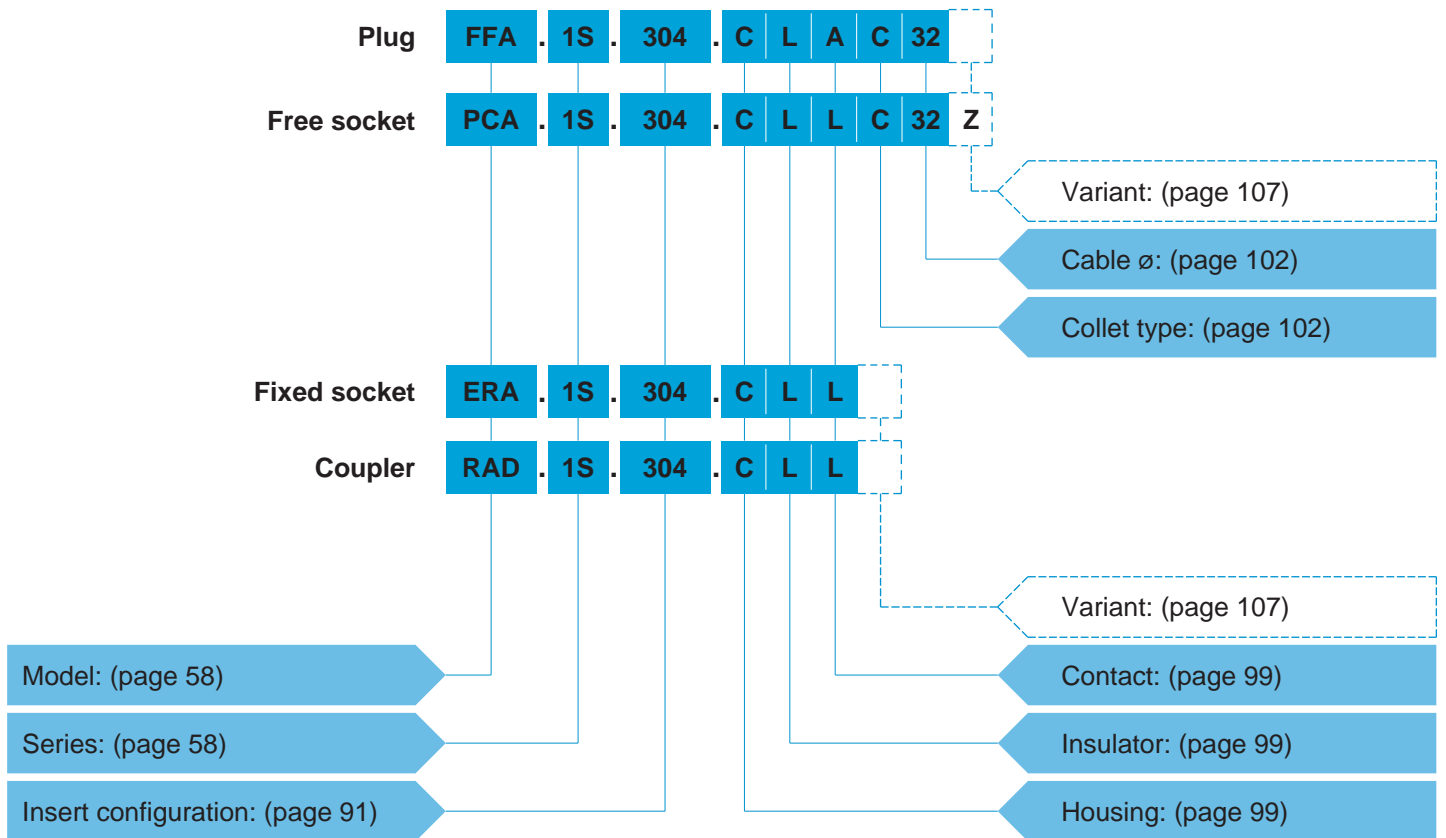 Plug FFA . 1S . 304 . C L A C 32
Free socket PCA . 1S . 304 . C L L C 32 Z
Variant: (page 107)
Cable ø: (page 102)
Collet type: (page 102)
Fixed socket ERA . 1S . 304 . C L L
Coupler RAD . 1S . 304 . C L L
Variant: (page 107)
Model: (page 58) Contact: (page 99)
Series: (page 58) Insulator: (page 99)
Insert configuration: (page 91) Housing: (page 99)